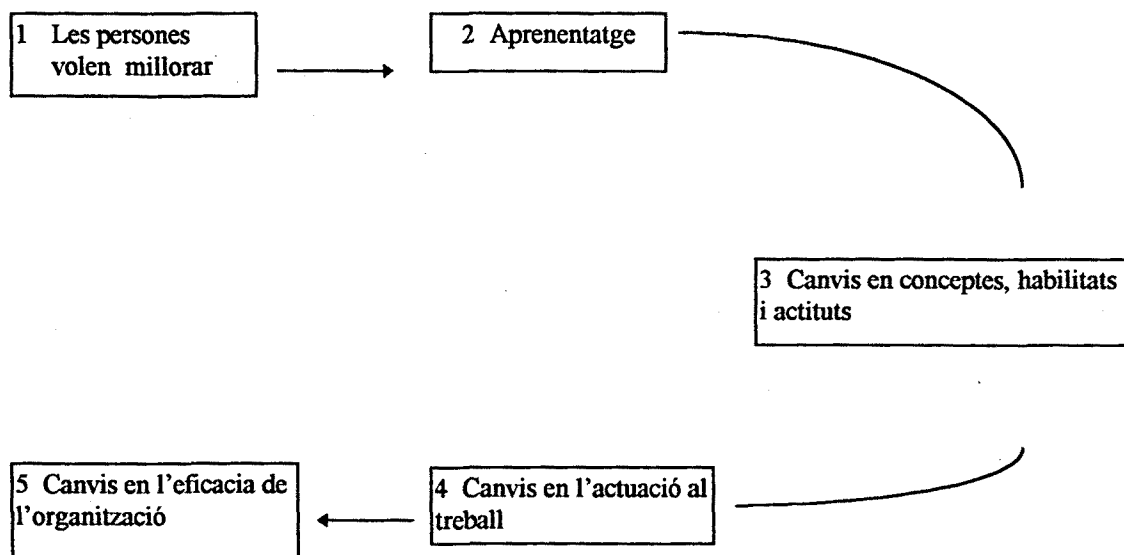 1 Les persones
volen millorar
2 Aprenentatge
3 Canvis en conceptes, habilitats
i actituts
4 Canvis en l'actuació al
treball
5 Canvis en l'eficacia de
l'organització